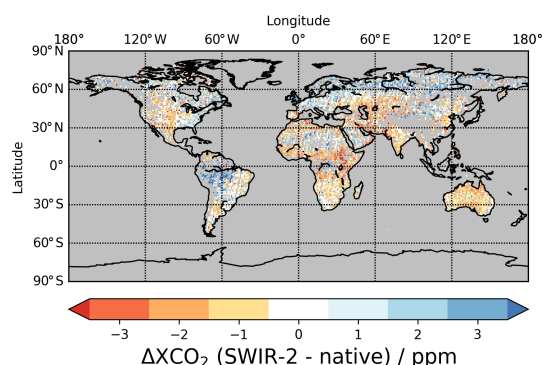 Longitude
180° 120°W 60°W 0° 60°E 120°E 180°
90°N
60°N
30°N
0°
30°S
60°S
90°S
Latitude
−3 −2 −1 0 1 2 3
ΔXCO₂ (SWIR-2 - native) / ppm